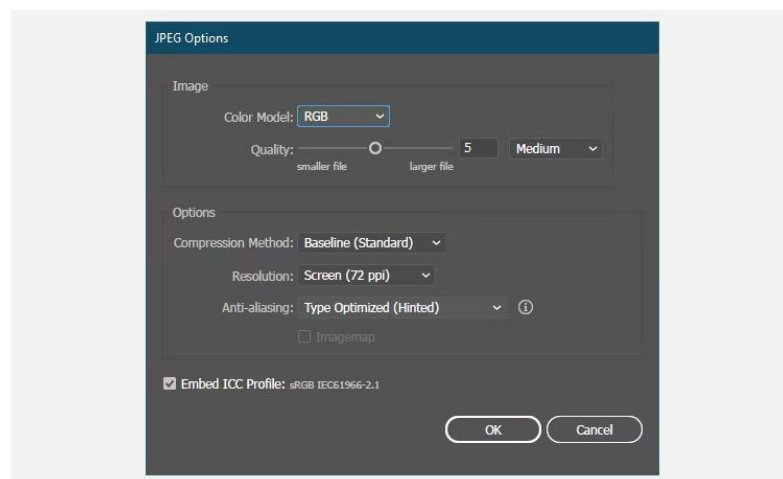 JPEG Options
Image
Color Model: RGB
Quality: 5 Medium
smaller file larger file
Options
Compression Method: Baseline (Standard)
Resolution: Screen (72 ppi)
Anti-aliasing: Type Optimized (Hinted)
Imagemap
Embed ICC Profile: sRGB IEC61966-2.1
OK Cancel